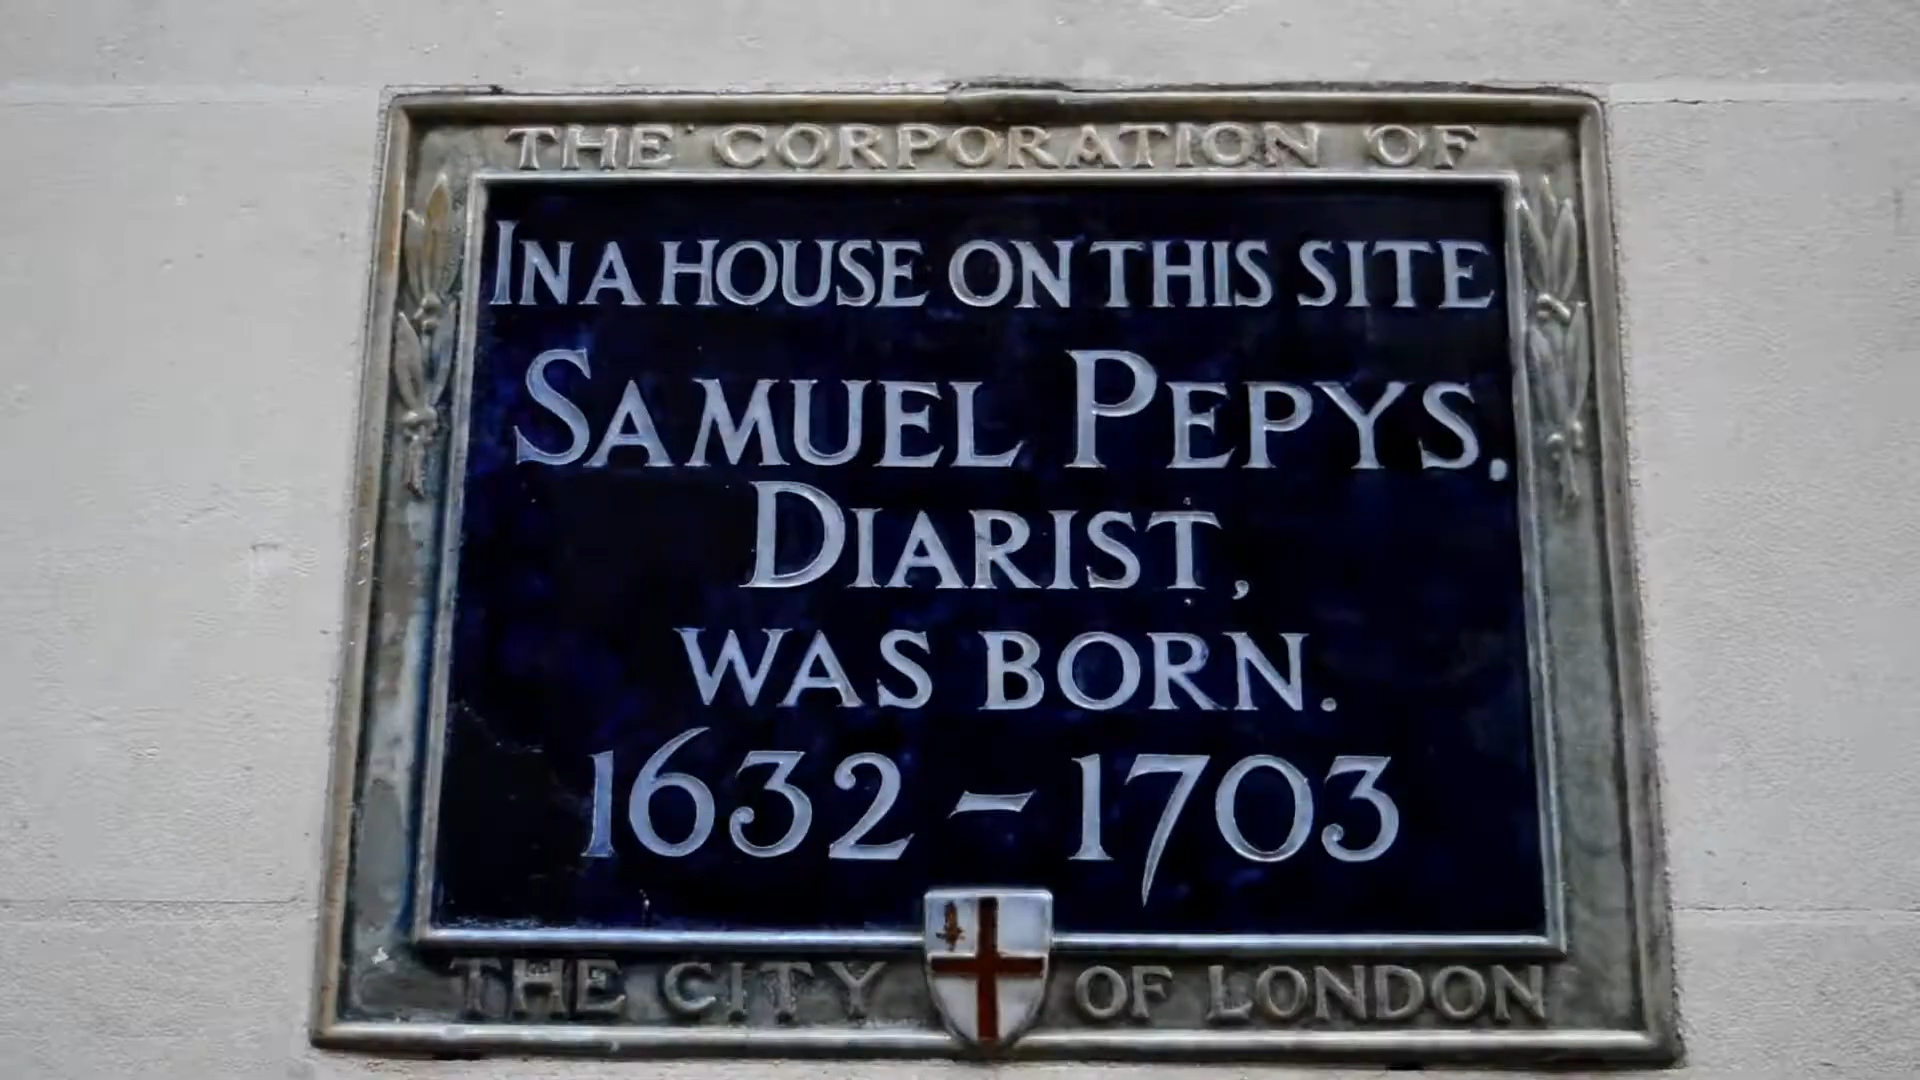 THE CORPORATION OF
IN A HOUSE ON THIS SITE
SAMUEL PEPYS.
DIARIST,
WAS BORN.
1632 - 1703
THE CITY OF LONDON